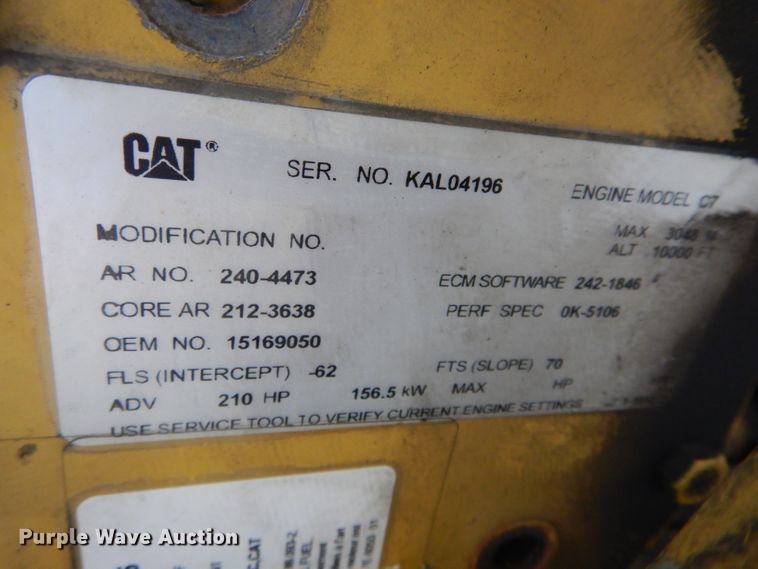 CAT® SER. NO. KAL04196 ENGINE MODEL C7
MODIFICATION NO. MAX 3048 M
ALT 10000 FT
AR NO. 240-4473 ECM SOFTWARE 242-1846
CORE AR 212-3638 PERF SPEC 0K-5106
OEM NO. 15169050
FLS (INTERCEPT) -62 FTS (SLOPE) 70
ADV 210 HP 156.5 kW MAX HP
USE SERVICE TOOL TO VERIFY CURRENT ENGINE SETTINGS
Purple Wave Auction